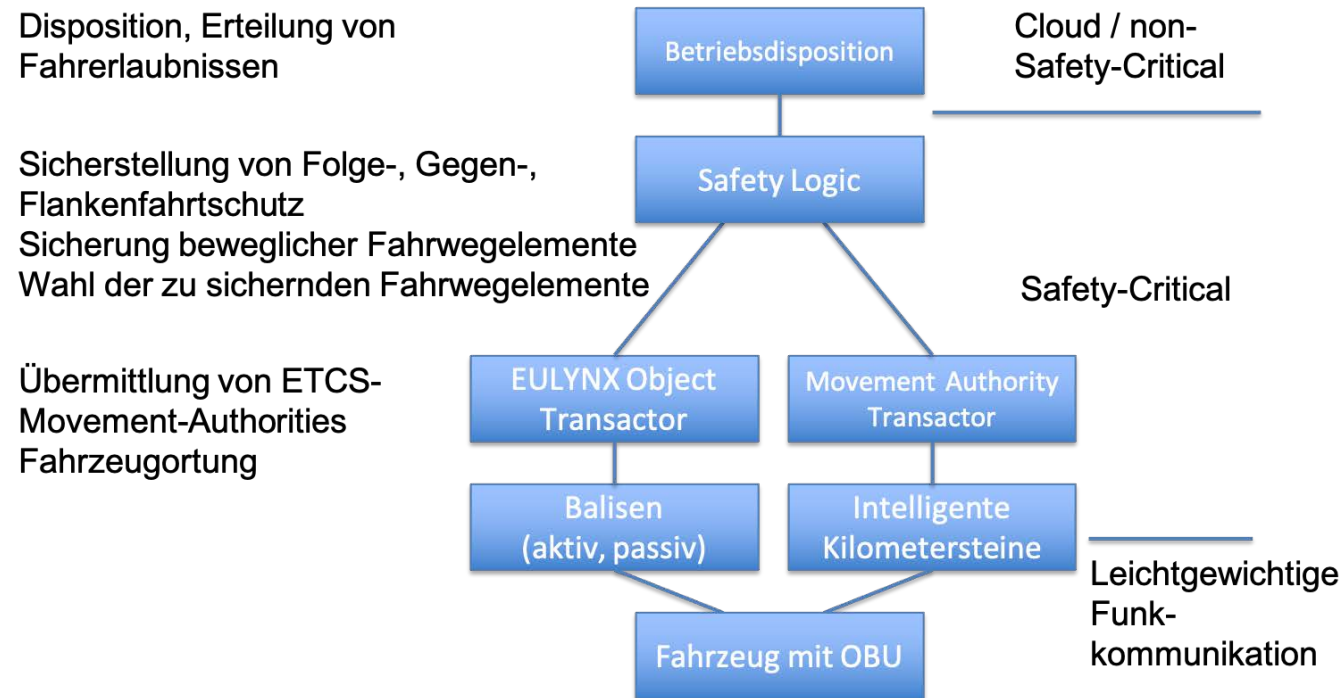 Disposition, Erteilung von
Fahrerlaubnissen
Betriebsdisposition
Cloud / non-
Safety-Critical
Sicherstellung von Folge-, Gegen-,
Flankenfahrtschutz
Sicherung beweglicher Fahrwegelemente
Wahl der zu sichernden Fahrwegelemente
Safety Logic
Safety-Critical
Übermittlung von ETCS-
Movement-Authorities
Fahrzeugortung
EULYNX Object
Transactor
Movement Authority
Transactor
Balisen
(aktiv, passiv)
Intelligente
Kilometersteine
Leichtgewichtige
Funk-
kommunikation
Fahrzeug mit OBU